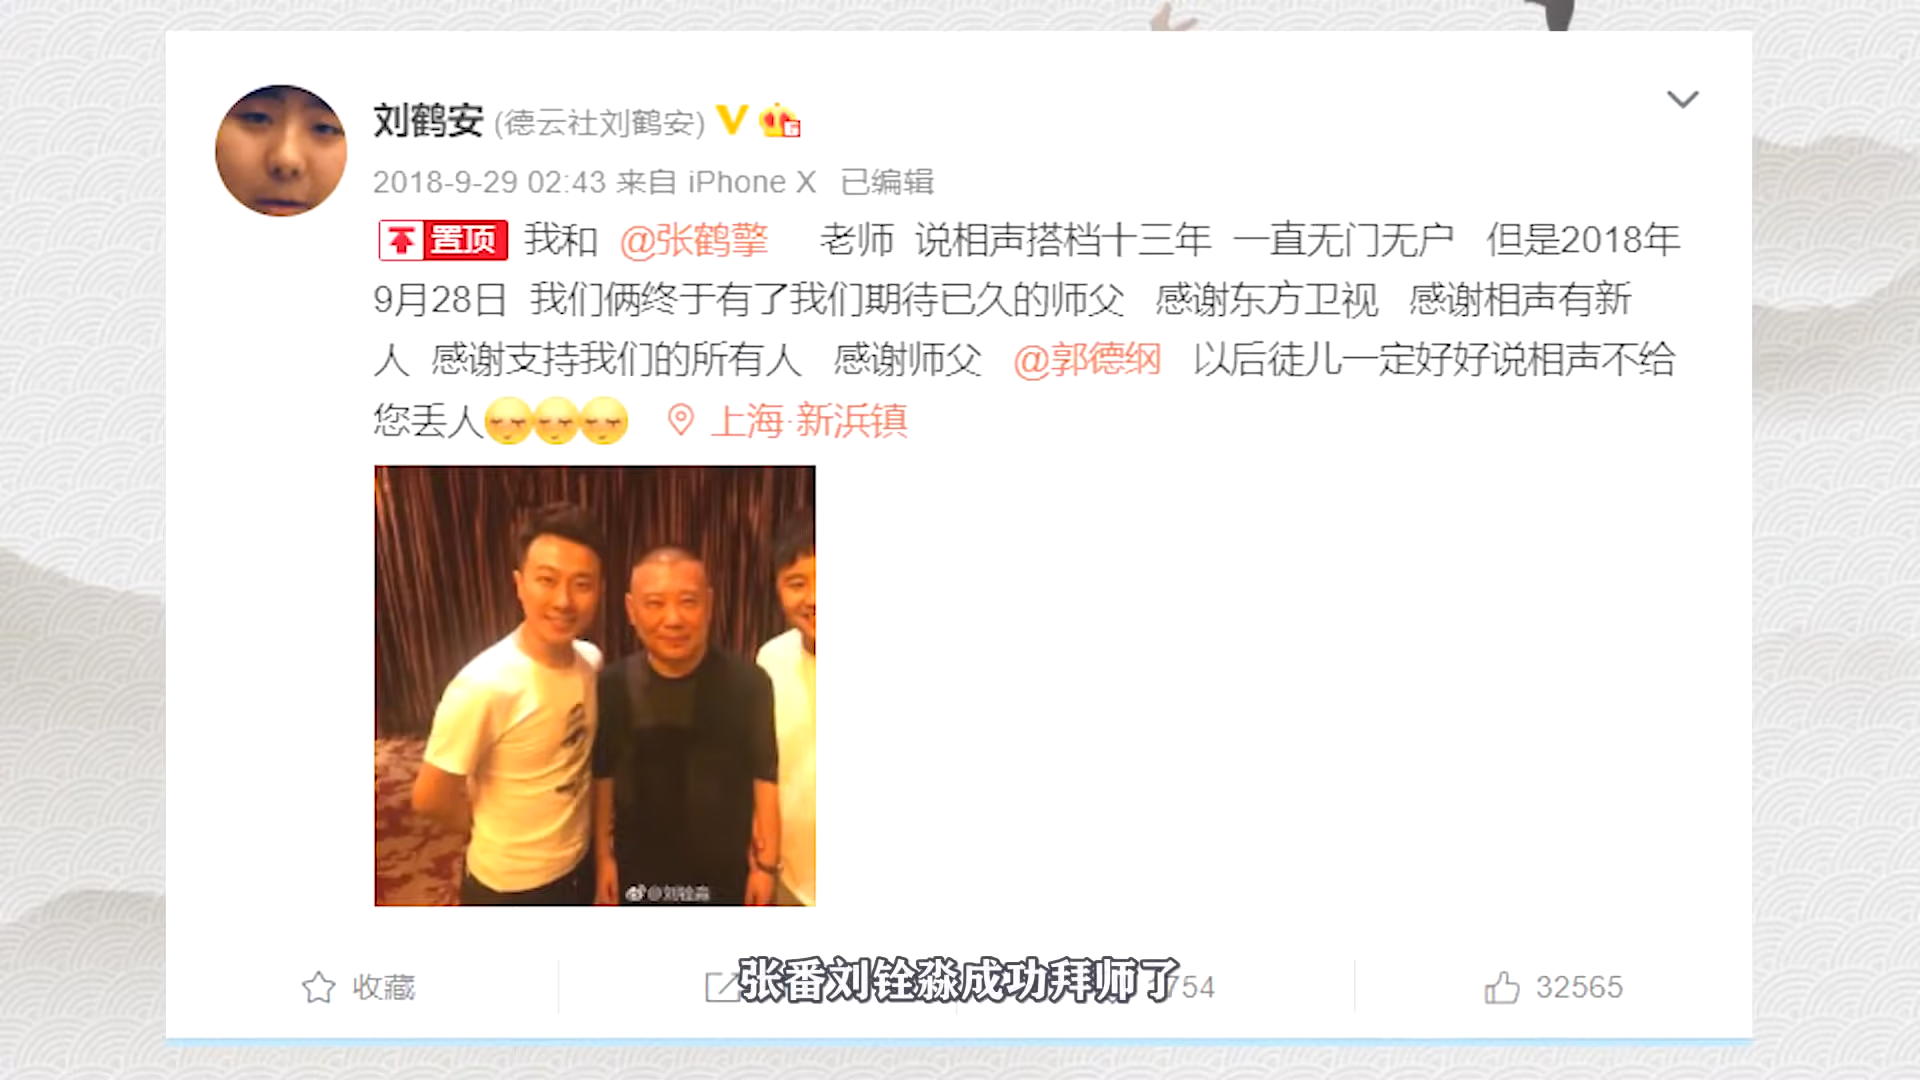 刘鹤安 (德云社刘鹤安)
2018-9-29 02:43 来自 iPhone X 已编辑
置顶 我和 @张鹤擎 老师 说相声搭档十三年 一直无门无户 但是2018年
9月28日 我们俩终于有了我们期待已久的师父 感谢东方卫视 感谢相声有新
人 感谢支持我们的所有人 感谢师父 @郭德纲 以后徒儿一定好好说相声不给
您丢人 上海·新浜镇
@刘铨淼
收藏 754 32565
张番刘铨淼成功拜师了